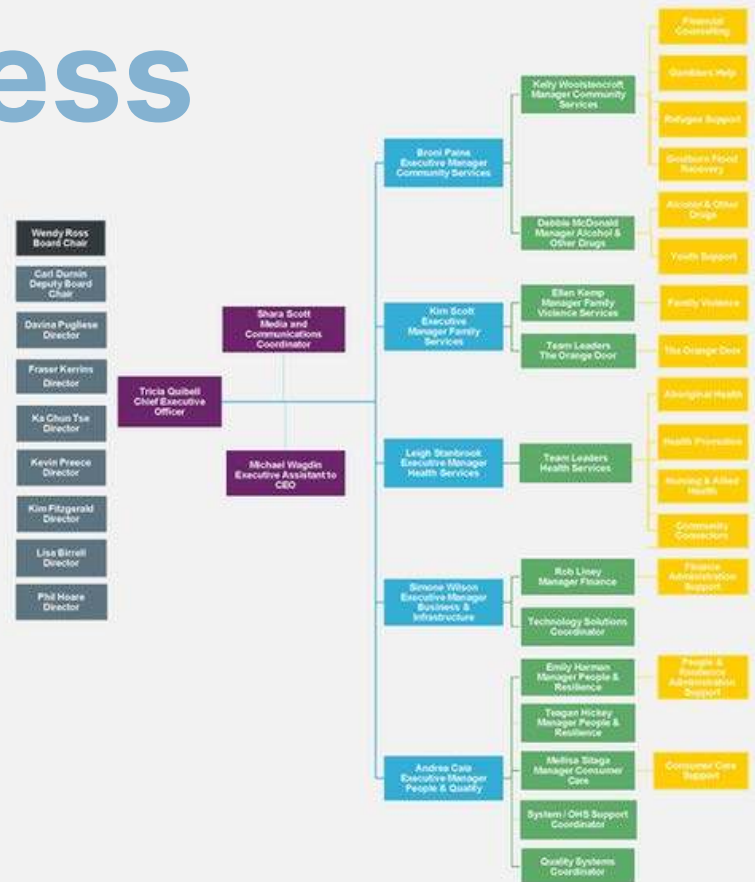 ess
Wendy Ross
Board Chair
Carl Durnin
Deputy Board
Chair
Davina Pugliese
Director
Fraser Kerrins
Director
Ka Chun Tse
Director
Kevin Preece
Director
Kim Fitzgerald
Director
Lisa Birrell
Director
Phil Hoare
Director
Tricia Quibell
Chief Executive
Officer
Shara Scott
Media and
Communications
Coordinator
Michael Wagdin
Executive Assistant to
CEO
Broni Paine
Executive Manager
Community Services
Kelly Woolstencroft
Manager Community
Services
Financial
Counselling
Gamblers Help
Refugee Support
Goulburn Flood
Recovery
Debbie McDonald
Manager Alcohol &
Other Drugs
Alcohol & Other
Drugs
Youth Support
Kim Scott
Executive
Manager Family
Services
Ellen Kemp
Manager Family
Violence Services
Family Violence
Team Leaders
The Orange Door
The Orange Door
Leigh Stanbrook
Executive Manager
Health Services
Team Leaders
Health Services
Aboriginal Health
Health Promotion
Nursing & Allied
Health
Community
Connectors
Simone Wilson
Executive Manager
Business &
Infrastructure
Rob Liney
Manager Finance
Finance
Administration
Support
Technology Solutions
Coordinator
Andrea
Executive Manager
People & Quality
Emily Harman
Manager People &
Resilience
People &
Resilience
Administration
Support
Teagan Hickey
Manager People &
Resilience
Mellisa Silaga
Manager Consumer
Care
Consumer Care
Support
System / OHS Support
Coordinator
Quality Systems
Coordinator